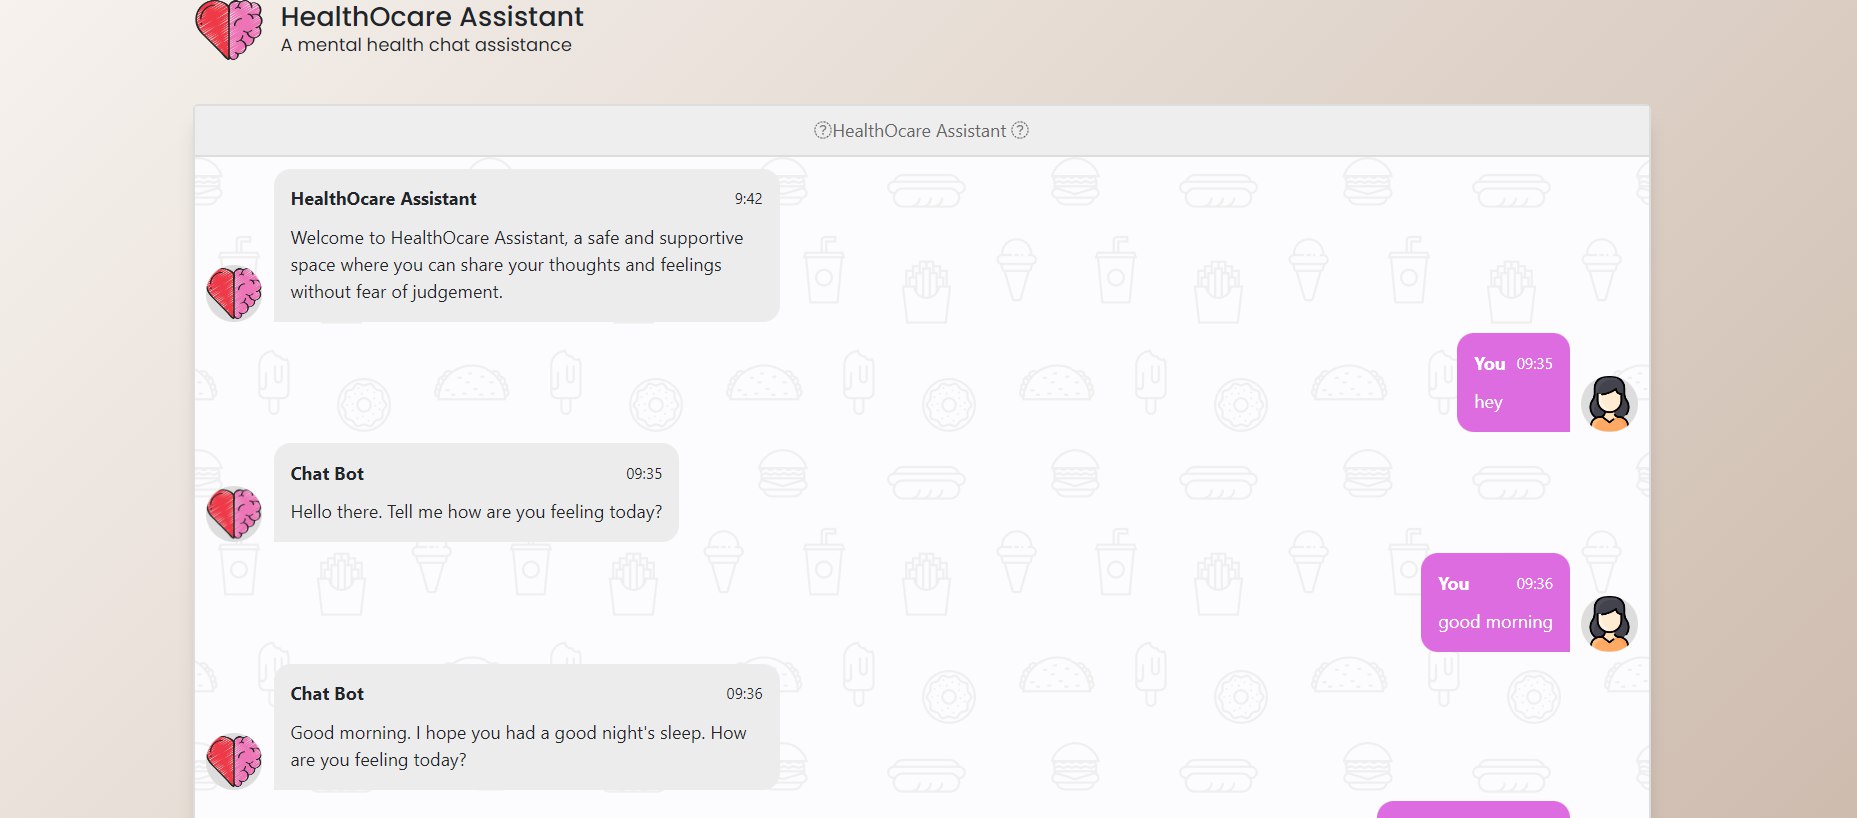 HealthOcare Assistant
A mental health chat assistance
HealthOcare Assistant
HealthOcare Assistant 9:42
Welcome to HealthOcare Assistant, a safe and supportive
space where you can share your thoughts and feelings
without fear of judgement.
You 09:35
hey
Chat Bot 09:35
Hello there. Tell me how are you feeling today?
You 09:36
good morning
Chat Bot 09:36
Good morning. I hope you had a good night's sleep. How
are you feeling today?